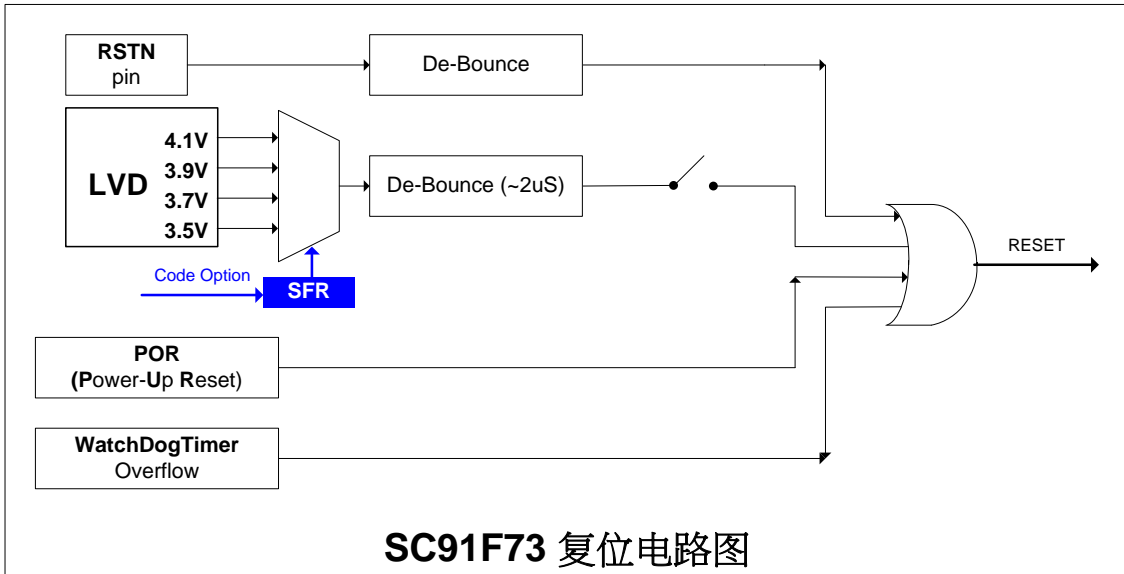 RSTN
pin
De-Bounce
LVD
4.1V
3.9V
3.7V
3.5V
De-Bounce (~2uS)
Code Option
SFR
RESET
POR
(Power-Up Reset)
WatchDogTimer
Overflow
SC91F73 复位电路图